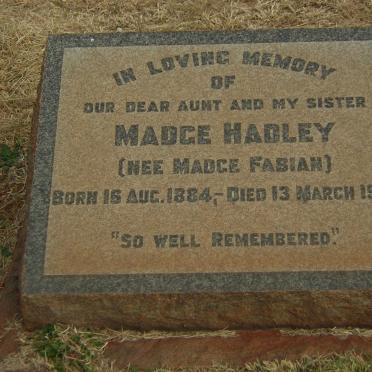 IN LOVING MEMORY
OF
OUR DEAR AUNT AND MY SISTER
MADGE HADLEY
(NEE MADGE FABIAN)
BORN 16 AUG. 1884,- DIED 13 MARCH 19
"SO WELL REMEMBERED."